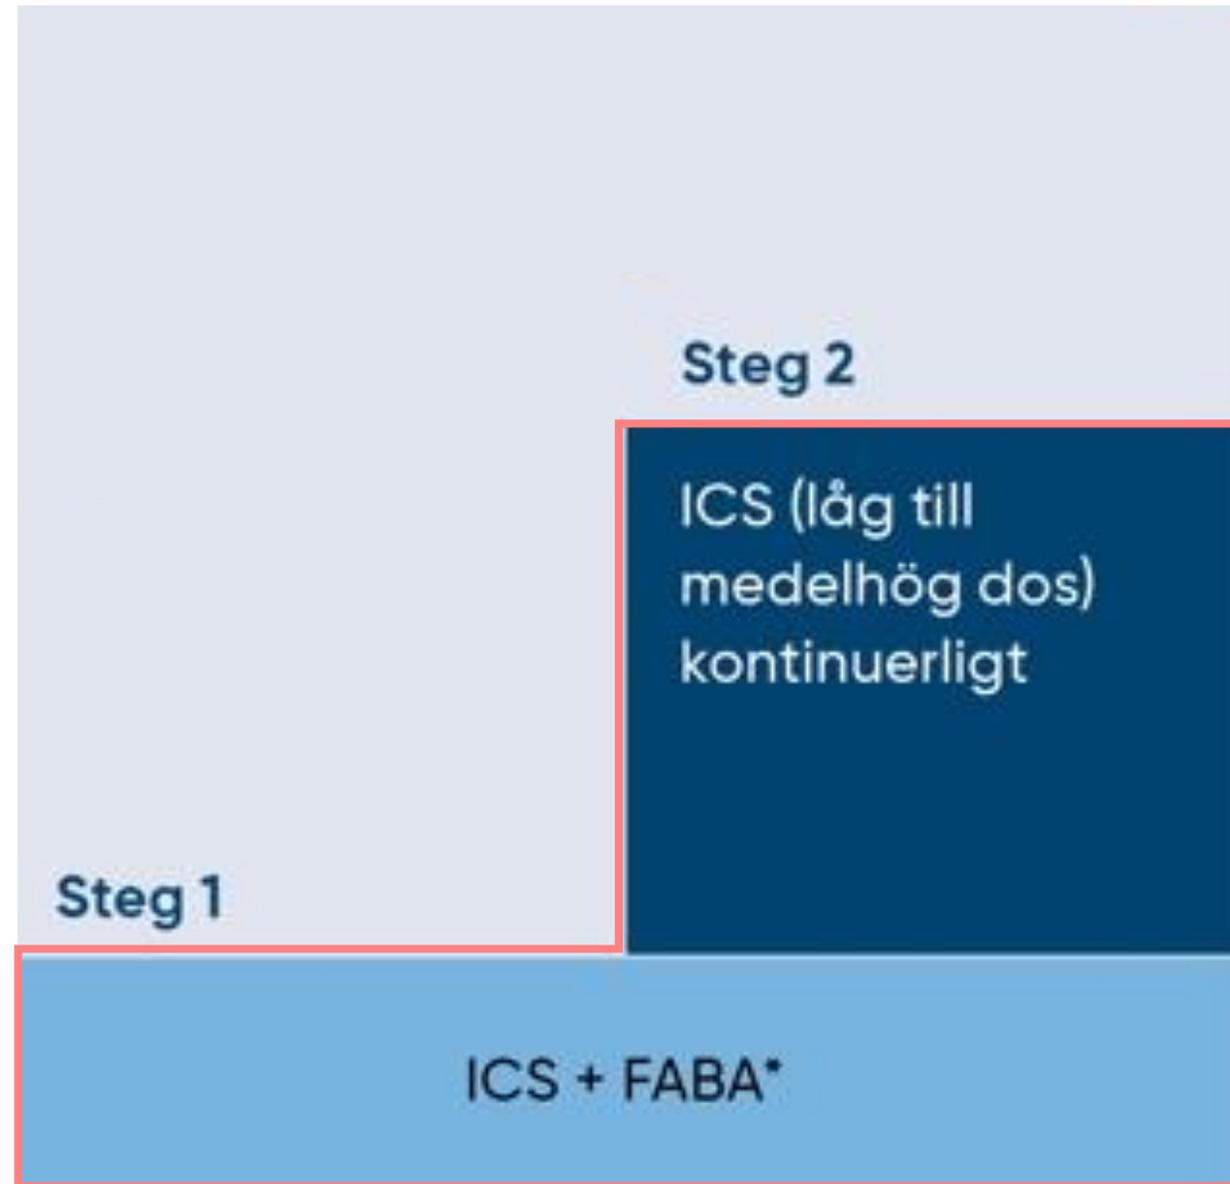 Steg 2
ICS (låg till
medelhög dos)
kontinuerligt
Steg 1
ICS + FABA*